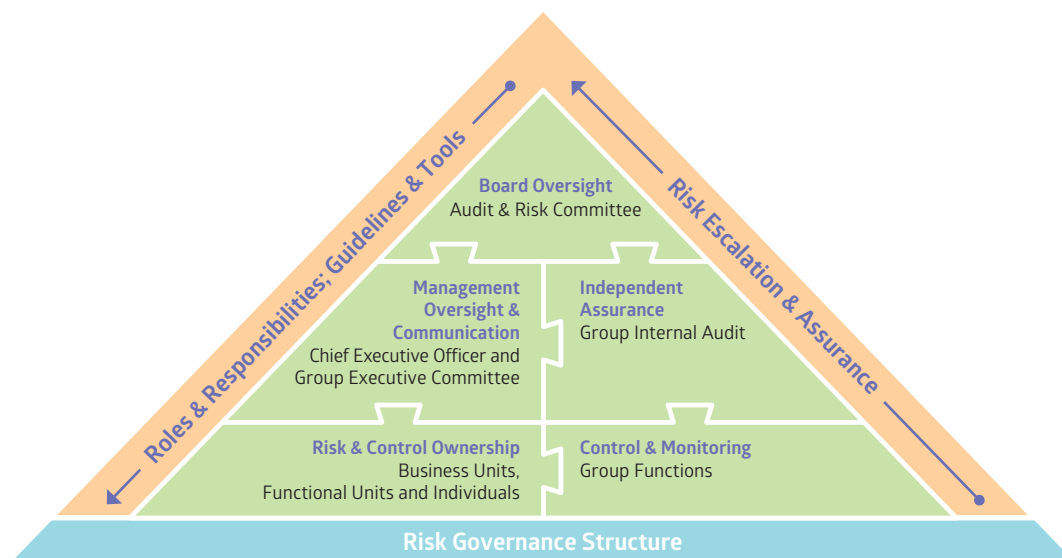 Roles & Responsibilities; Guidelines & Tools
Risk Escalation & Assurance
Board Oversight
Audit & Risk Committee
Management
Oversight &
Communication
Chief Executive Officer and
Group Executive Committee
Independent
Assurance
Group Internal Audit
Risk & Control Ownership
Business Units,
Functional Units and Individuals
Control & Monitoring
Group Functions
Risk Governance Structure